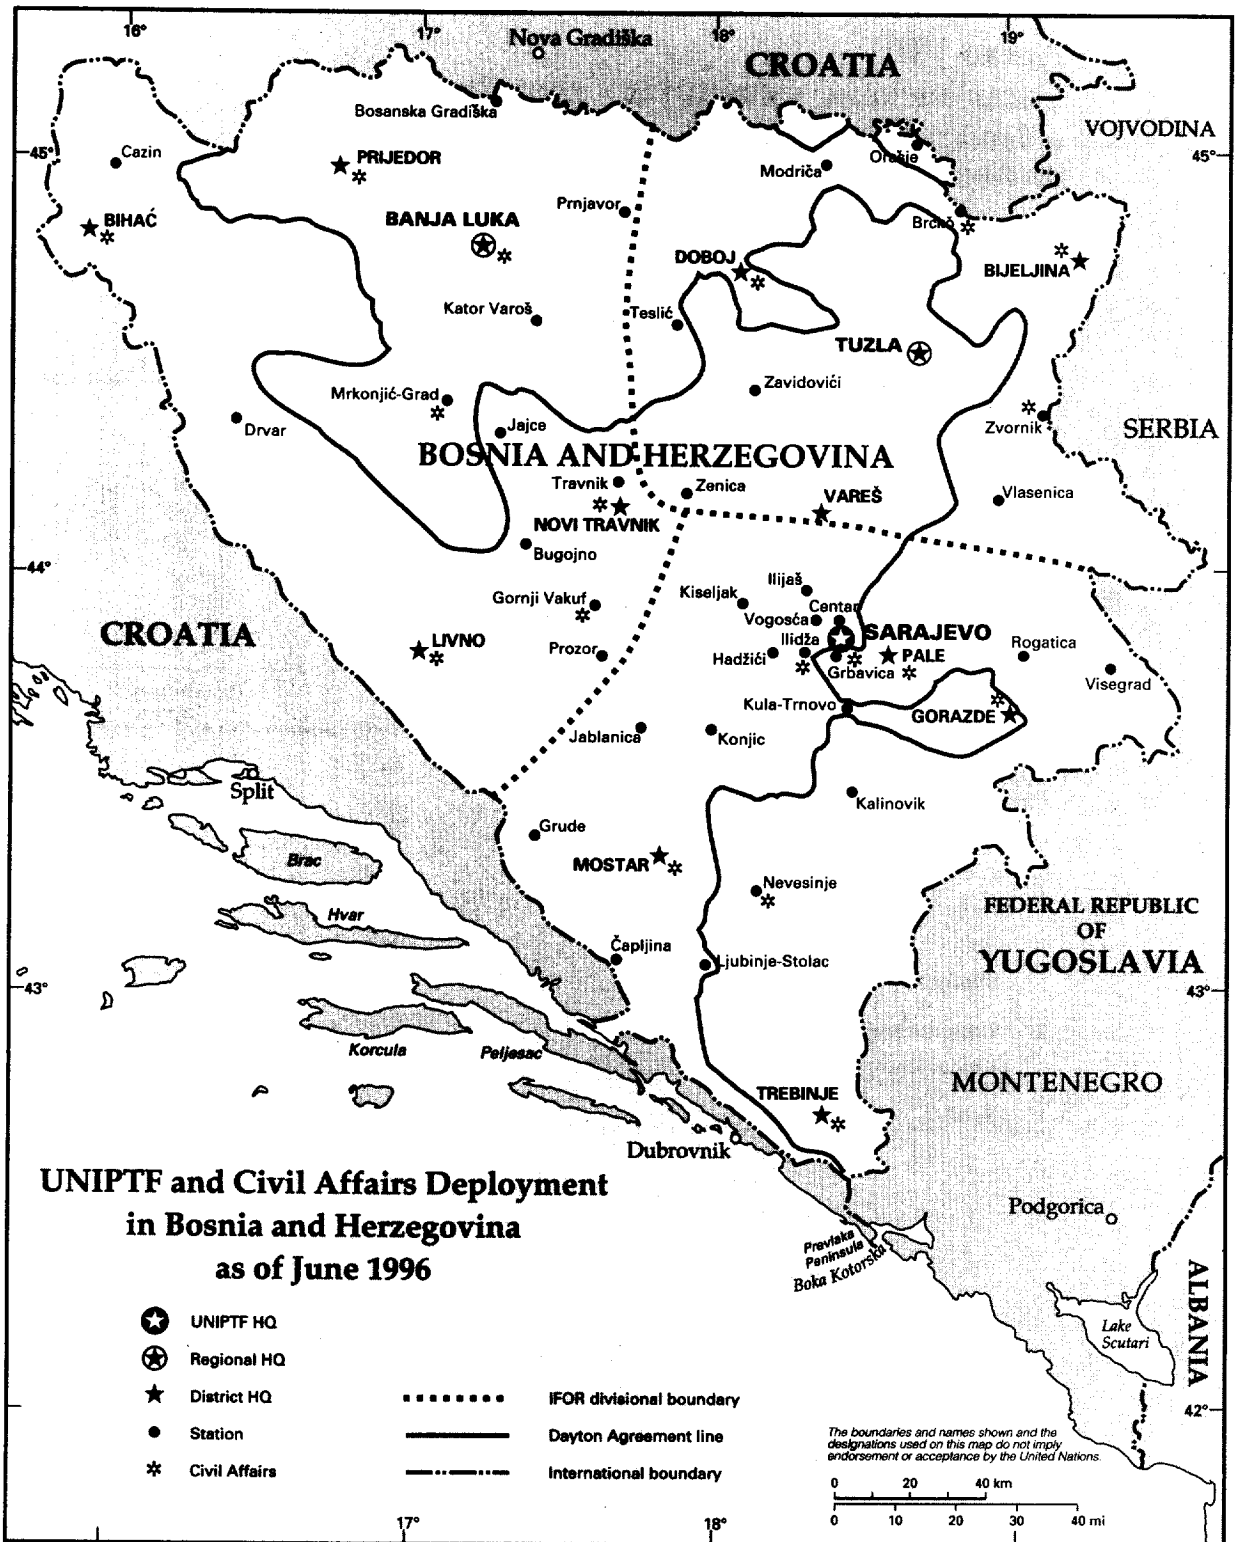 16°
17°
18°
19°
Nova Gradiška
CROATIA
Bosanska Gradiška
VOJVODINA
45°
Cazin
PRIJEDOR
Modriča
Orašje
45°
BIHAĆ
BANJA LUKA
Prnjavor
Brčko
DOBOJ
BIJELJINA
Kator Varoš
Teslić
TUZLA
Mrkonjić-Grad
Zavidovići
Drvar
Jajce
Zvornik
SERBIA
BOSNIA AND HERZEGOVINA
Travnik
Zenica
VAREŠ
Vlasenica
NOVI TRAVNIK
Bugojno
44°
Ilijaš
Kiseljak
Gornji Vakuf
Centar
Vogosća
CROATIA
LIVNO
Ilidža
SARAJEVO
Rogatica
Prozor
Hadžići
PALE
Grbavica
Visegrad
Kula-Trnovo
GORAZDE
Jablanica
Konjic
Split
Kalinovik
Grude
Brac
MOSTAR
Nevesinje
FEDERAL REPUBLIC
OF
YUGOSLAVIA
Hvar
Čapljina
Ljubinje-Stolac
43°
43°
Korcula
Peljesac
MONTENEGRO
TREBINJE
Dubrovnik
UNIPTF and Civil Affairs Deployment
in Bosnia and Herzegovina
as of June 1996
Podgorica
Prevlaka
Peninsula
Boka Kotorska
ALBANIA
Lake
Scutari
UNIPTF HQ
Regional HQ
District HQ
Station
Civil Affairs
IFOR divisional boundary
Dayton Agreement line
International boundary
42°
The boundaries and names shown and the
designations used on this map do not imply
endorsement or acceptance by the United Nations.
0 20 40 km
0 10 20 30 40 mi
17°
18°